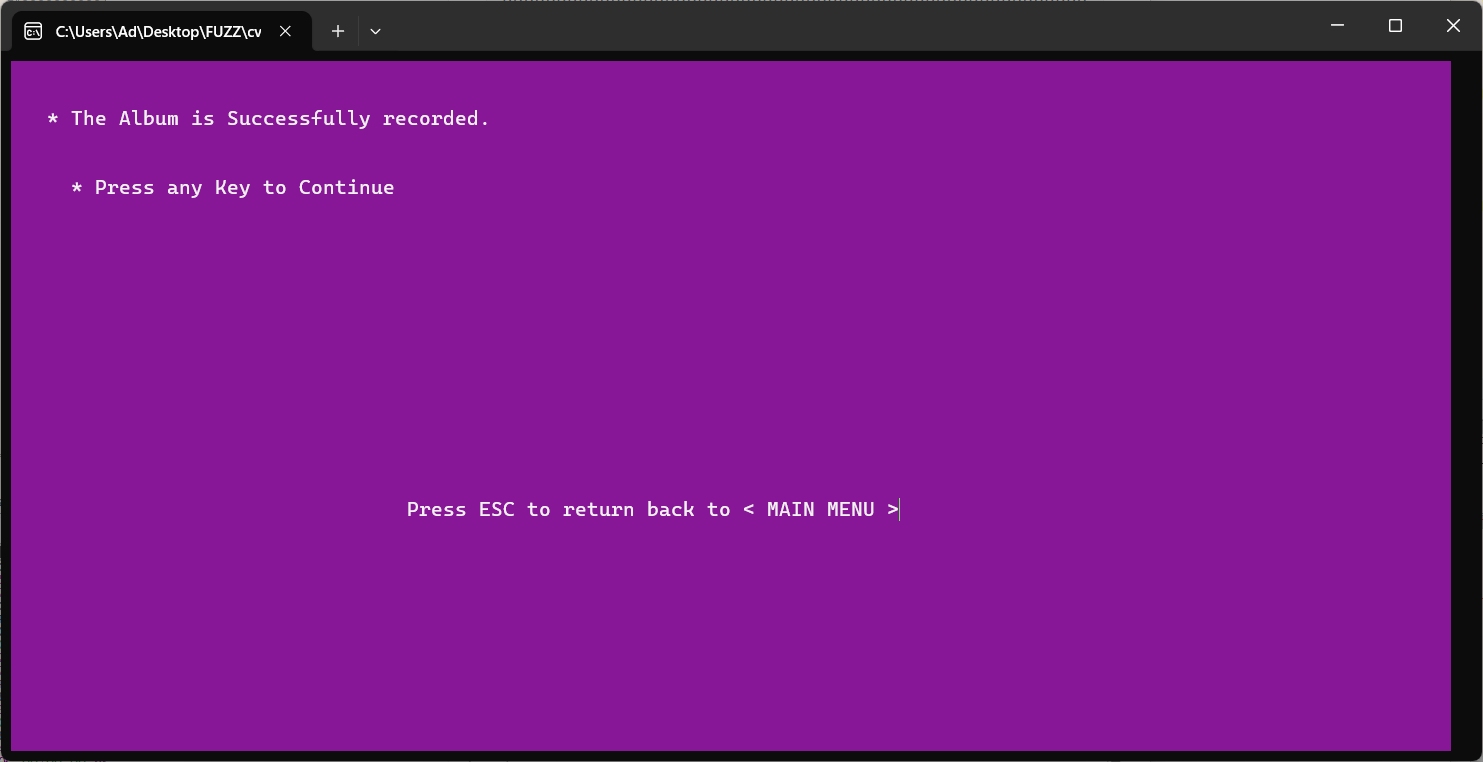 C:\Users\Ad\Desktop\FUZZ\cv
* The Album is Successfully recorded.
* Press any Key to Continue
Press ESC to return back to < MAIN MENU >